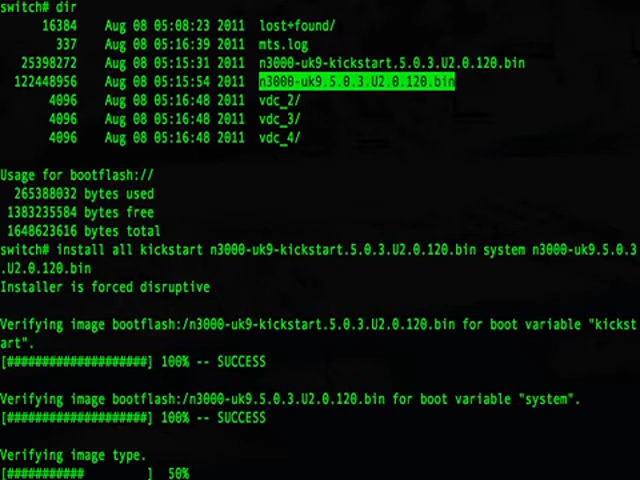 switch# dir
16384 Aug 08 05:08:23 2011 lost+found/
337 Aug 08 05:16:39 2011 mts.log
25398272 Aug 08 05:15:31 2011 n3000-uk9-kickstart.5.0.3.U2.0.120.bin
122448956 Aug 08 05:15:54 2011 n3000-uk9.5.0.3.U2.0.120.bin
4096 Aug 08 05:16:48 2011 vdc_2/
4096 Aug 08 05:16:48 2011 vdc_3/
4096 Aug 08 05:16:48 2011 vdc_4/
Usage for bootflash://
265388032 bytes used
1383235584 bytes free
1648623616 bytes total
switch# install all kickstart n3000-uk9-kickstart.5.0.3.U2.0.120.bin system n3000-uk9.5.0.3
.U2.0.120.bin
Installer is forced disruptive
Verifying image bootflash:/n3000-uk9-kickstart.5.0.3.U2.0.120.bin for boot variable "kickst
art".
[####################] 100% -- SUCCESS
Verifying image bootflash:/n3000-uk9.5.0.3.U2.0.120.bin for boot variable "system".
[####################] 100% -- SUCCESS
Verifying image type.
[###########         ]  50%